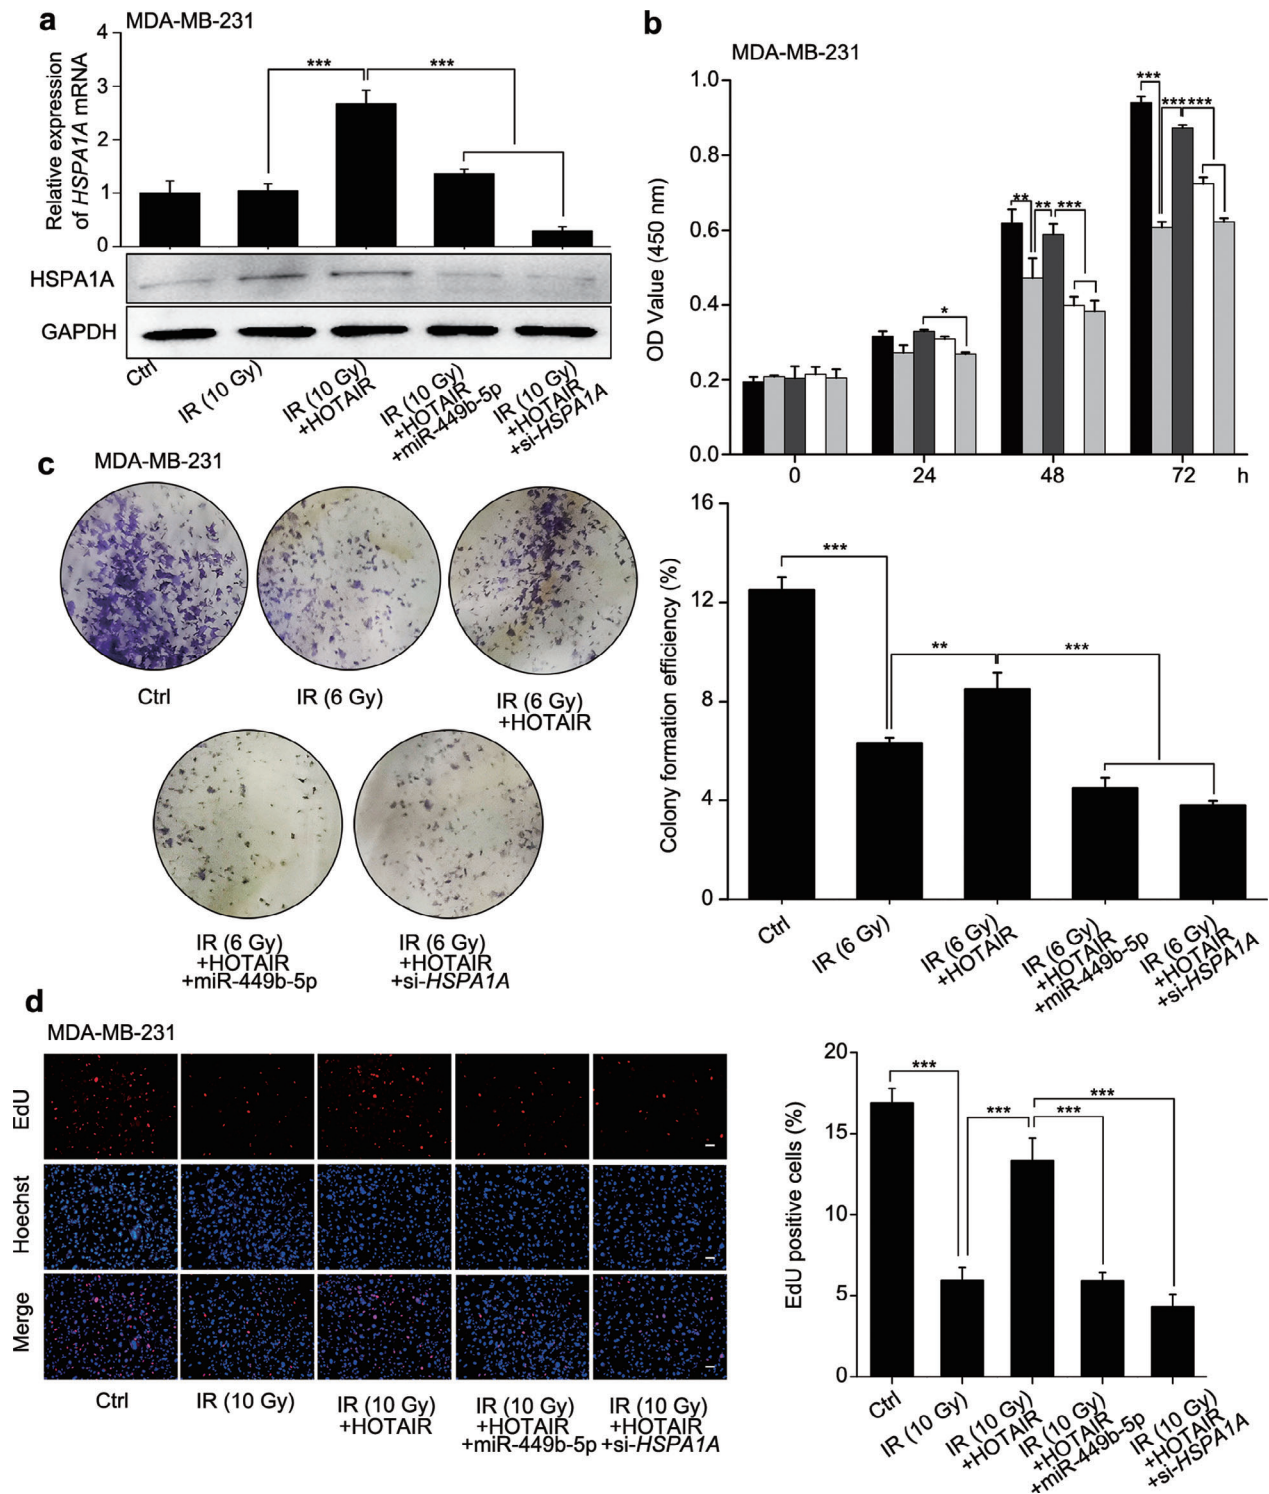 a
MDA-MB-231
Relative expression
of HSPA1A mRNA
4
3
2
1
0
***
***
HSPA1A
GAPDH
Ctrl
IR (10 Gy)
IR (10 Gy)
+HOTAIR
IR (10 Gy)
+HOTAIR
+miR-449b-5p
IR (10 Gy)
+HOTAIR
+si-HSPA1A
b
MDA-MB-231
OD Value (450 nm)
1.0
0.8
0.6
0.4
0.2
0.0
*
**
**
***
***
***
***
0
24
48
72
h
c
MDA-MB-231
Ctrl
IR (6 Gy)
IR (6 Gy)
+HOTAIR
IR (6 Gy)
+HOTAIR
+miR-449b-5p
IR (6 Gy)
+HOTAIR
+si-HSPA1A
Colony formation efficiency (%)
16
12
8
4
0
***
**
***
Ctrl
IR (6 Gy)
IR (6 Gy)
+HOTAIR
IR (6 Gy)
+HOTAIR
+miR-449b-5p
IR (6 Gy)
+HOTAIR
+si-HSPA1A
d
MDA-MB-231
EdU
Hoechst
Merge
Ctrl
IR (10 Gy)
IR (10 Gy)
+HOTAIR
IR (10 Gy)
+HOTAIR
+miR-449b-5p
IR (10 Gy)
+HOTAIR
+si-HSPA1A
EdU positive cells (%)
20
15
10
5
0
***
***
***
***
Ctrl
IR (10 Gy)
IR (10 Gy)
+HOTAIR
IR (10 Gy)
+HOTAIR
+miR-449b-5p
IR (10 Gy)
+HOTAIR
+si-HSPA1A